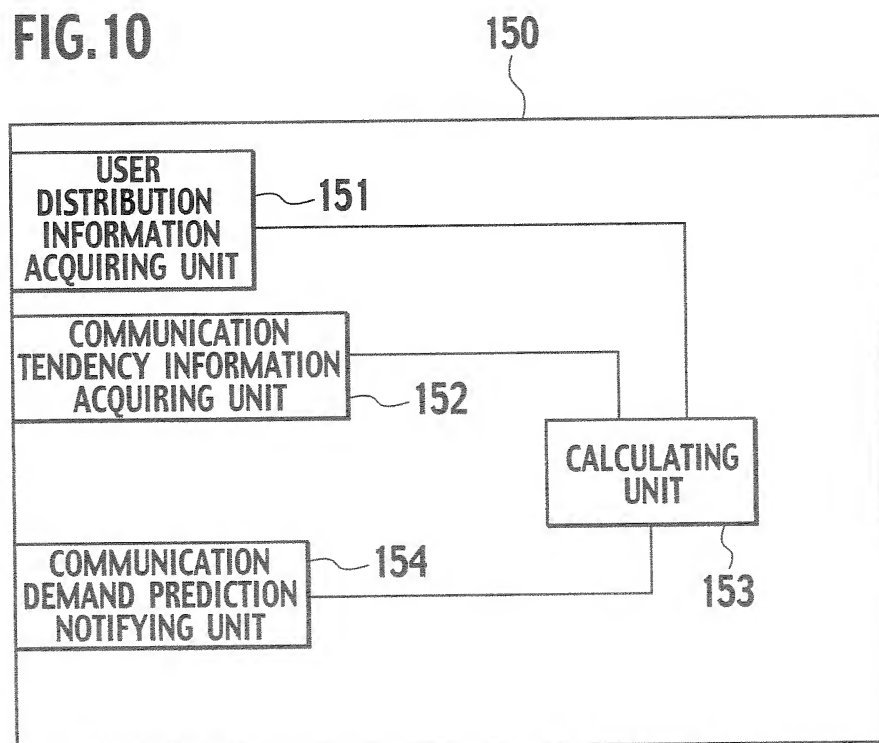 FIG.10
150
USER
DISTRIBUTION
INFORMATION
ACQUIRING UNIT
151
COMMUNICATION
TENDENCY INFORMATION
ACQUIRING UNIT
152
CALCULATING
UNIT
153
COMMUNICATION
DEMAND PREDICTION
NOTIFYING UNIT
154